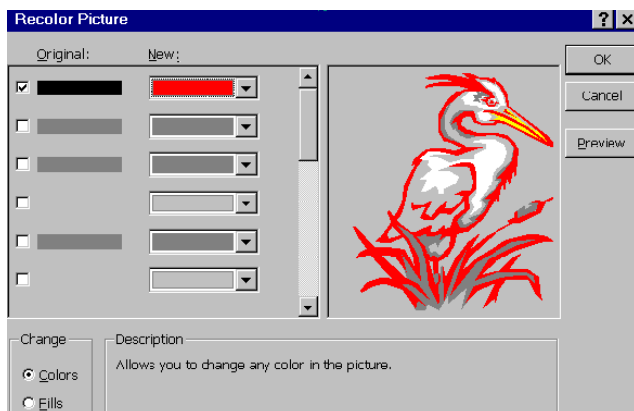 Recolor Picture
Original: New:
OK
Cancel
Preview
Change
Colors
Fills
Description
Allows you to change any color in the picture.